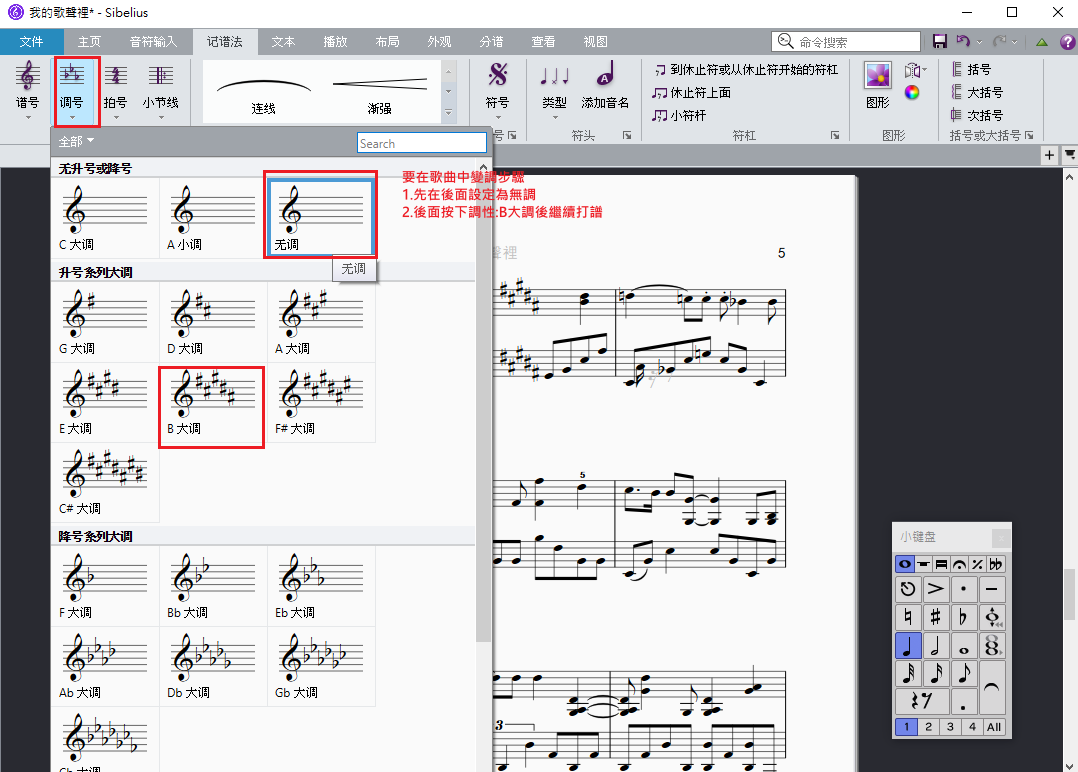 我的歌聲裡* - Sibelius
文件 主页 音符输入 记谱法 文本 播放 布局 外观 分谱 查看 视图 命令搜索
谱号 调号 拍号 小节线 连线 渐强 符号 类型 添加音名 到休止符或从休止符开始的符杠 图形 括号
休止符上面 大括号
小符杆 次括号
号 符头 符杠 图形 括号或大括号
全部 Search
无升号或降号
C 大调 A 小调 无调
无调
要在歌曲中變調步驟
1.先在後面設定為無調
2.後面按下調性:B大調後繼續打譜
聲裡 5
升号系列大调
G 大调 D 大调 A 大调
E 大调 B 大调 F# 大调
C# 大调
降号系列大调
F 大调 Bb 大调 Eb 大调
Ab 大调 Db 大调 Gb 大调
Cb 大调
5
3
小键盘
1 2 3 4 All